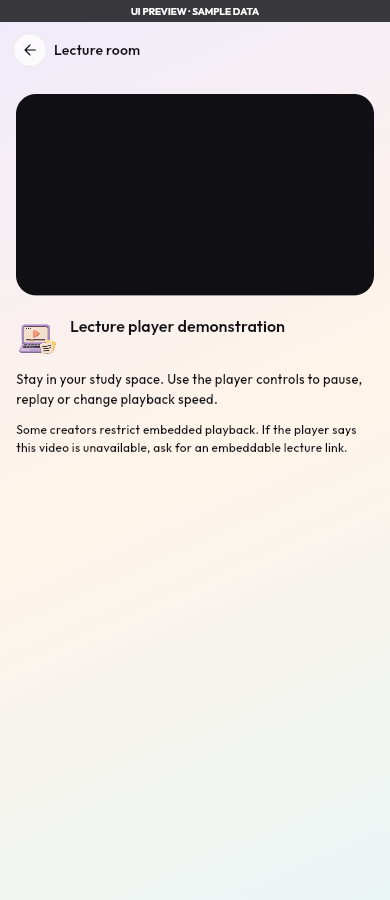 UI PREVIEW · SAMPLE DATA
Lecture room
Lecture player demonstration
Stay in your study space. Use the player controls to pause,
replay or change playback speed.
Some creators restrict embedded playback. If the player says
this video is unavailable, ask for an embeddable lecture link.